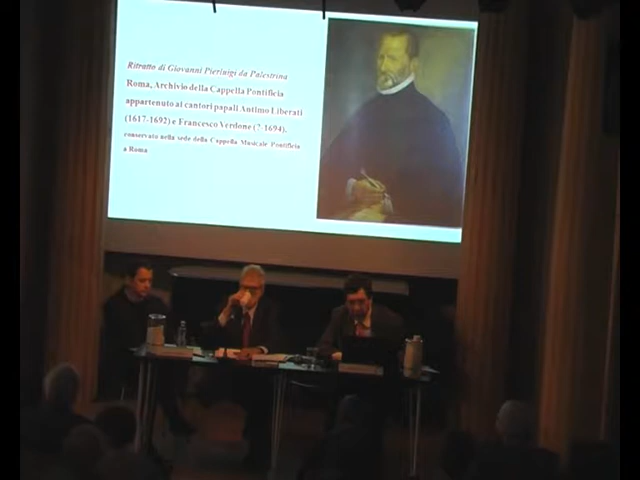 Ritratto di Giovanni Pierluigi da Palestrina
Roma, Archivio della Cappella Pontificia
appartenuto ai cantori papali Antimo Liberati
(1617-1692) e Francesco Verdone (?-1694),
conservato nella sede della Cappella Musicale Pontificia
a Roma